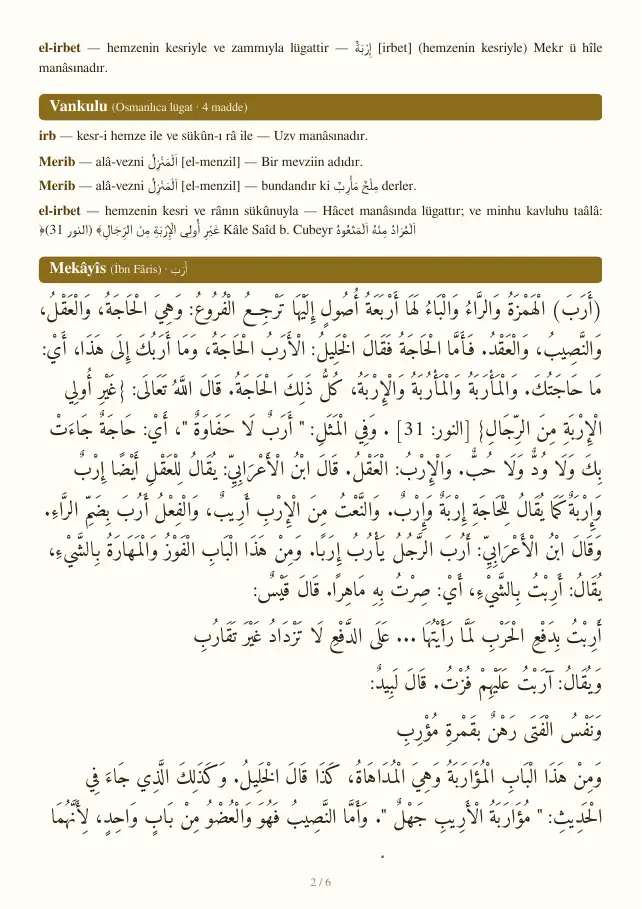 el-irbet — hemzenin kesriyle ve zammıyla lügattir — إِرْبَةٌ [irbet] (hemzenin kesriyle) Mekr ü hîle
manâsınadır.
Vankulu (Osmanlıca lügat · 4 madde)
irb — kesr-i hemze ile ve sükûn-ı râ ile — Uzv manâsınadır.
Merib — alâ-vezni اَلْمَنْزِلُ [el-menzil] — Bir mevziin adıdır.
Merib — alâ-vezni اَلْمَنْزِلُ [el-menzil] — bundandır ki مِلْحُ مَأْرِبٍ derler.
el-irbet — hemzenin kesri ve rânın sükûnuyla — Hâcet manâsında lügattır; ve minhu kavluhu taâlâ:
﴿غَيْرِ أُولِي الْإِرْبَةِ مِنَ الرِّجَالِ﴾ (النور 31) Kâle Saîd b. Cubeyr اَلْمُرَادُ مِنْهُ اَلْمَعْتُوهُ
Mekâyîs (İbn Fâris) · أَرَبَ
(أَرَبَ) الْهَمْزَةُ وَالرَّاءُ وَالْبَاءُ لَهَا أَرْبَعَةُ أُصُولٍ إِلَيْهَا تَرْجِعُ الْفُرُوعُ: وَهِيَ الْحَاجَةُ، وَالْعَقْلُ،
وَالنَّصِيبُ، وَالْعَقْدُ. فَأَمَّا الْحَاجَةُ فَقَالَ الْخَلِيلُ: الْأَرَبُ الْحَاجَةُ، وَمَا أَرَبُكَ إِلَى هَذَا، أَيْ:
مَا حَاجَتُكَ. وَالْمَأْرَبَةُ وَالْمَأْرُبَةُ وَالْإِرْبَةُ، كُلُّ ذَلِكَ الْحَاجَةُ. قَالَ اللَّهُ تَعَالَى: {غَيْرِ أُولِي
الْإِرْبَةِ مِنَ الرِّجَالِ} [النور: 31] . وَفِي الْمَثَلِ: " أَرَبٌ لَا حَفَاوَةٌ "، أَيْ: حَاجَةٌ جَاءَتْ
بِكَ وَلَا وُدٌّ وَلَا حُبٌّ. وَالْإِرْبُ: الْعَقْلُ. قَالَ ابْنُ الْأَعْرَابِيِّ: يُقَالُ لِلْعَقْلِ أَيْضًا إِرْبٌ
وَإِرْبَةٌ كَمَا يُقَالُ لِلْحَاجَةِ إِرْبَةٌ وَإِرْبٌ. وَالنَّعْتُ مِنَ الْإِرْبِ أَرِيبٌ، وَالْفِعْلُ أَرُبَ بِضَمِّ الرَّاءِ.
وَقَالَ ابْنُ الْأَعْرَابِيِّ: أَرُبَ الرَّجُلُ يَأْرُبُ إِرَبًا. وَمِنْ هَذَا الْبَابِ الْفَوْزُ وَالْمَهَارَةُ بِالشَّيْءِ،
يُقَالُ: أَرِبْتُ بِالشَّيْءِ، أَيْ: صِرْتُ بِهِ مَاهِرًا. قَالَ قَيْسٌ:
أَرِبْتُ بِدَفْعِ الْحَرْبِ لَمَّا رَأَيْتُهَا ... عَلَى الدَّفْعِ لَا تَزْدَادُ غَيْرَ تَقَارُبِ
وَيُقَالُ: آرَبْتُ عَلَيْهِمْ فُزْتُ. قَالَ لَبِيدٌ:
وَنَفْسُ الْفَتَى رَهْنٌ بِقَمْرَةِ مُؤْرِبِ
وَمِنْ هَذَا الْبَابِ الْمُؤَارَبَةُ وَهِيَ الْمُدَاهَاةُ، كَذَا قَالَ الْخَلِيلُ. وَكَذَلِكَ الَّذِي جَاءَ فِي
الْحَدِيثِ: " مُؤَارَبَةُ الْأَرِيبِ جَهْلٌ ". وَأَمَّا النَّصِيبُ فَهُوَ وَالْعُضْوُ مِنْ بَابٍ وَاحِدٍ، لِأَنَّهُمَا
2 / 6